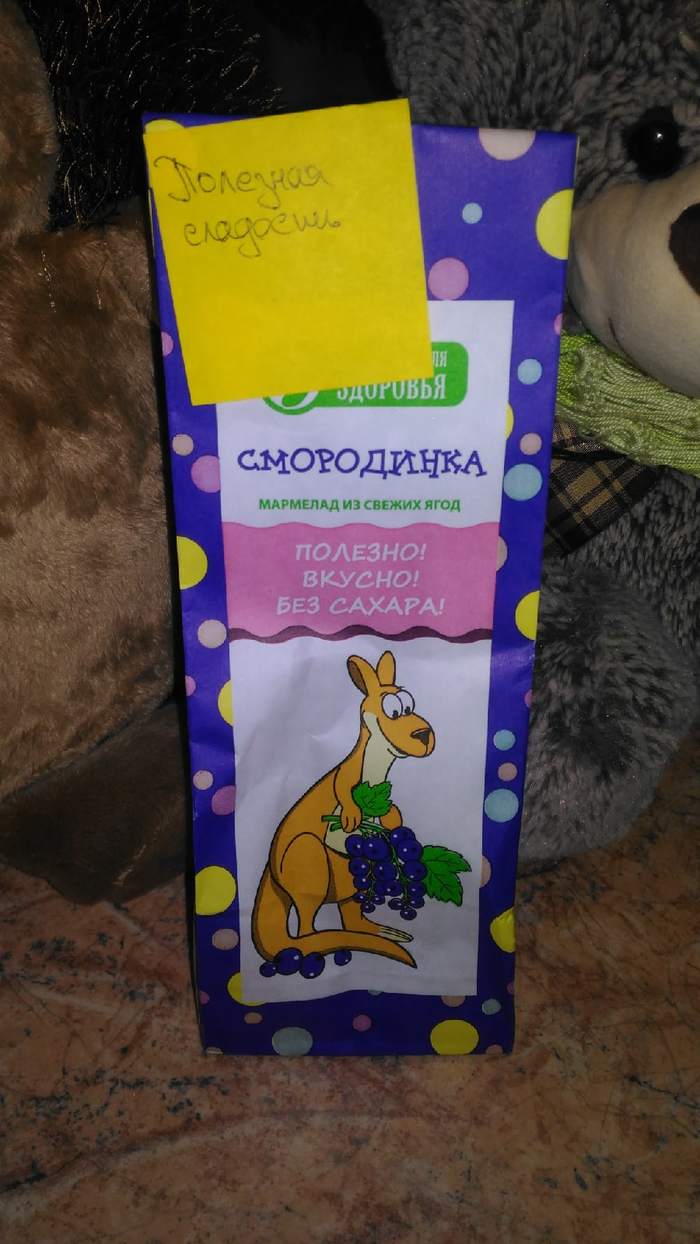 Полезная
сладость
ЗДОРОВЬЯ
СМОРОДИНКА
МАРМЕЛАД ИЗ СВЕЖИХ ЯГОД
ПОЛЕЗНО!
ВКУСНО!
БЕЗ САХАРА!